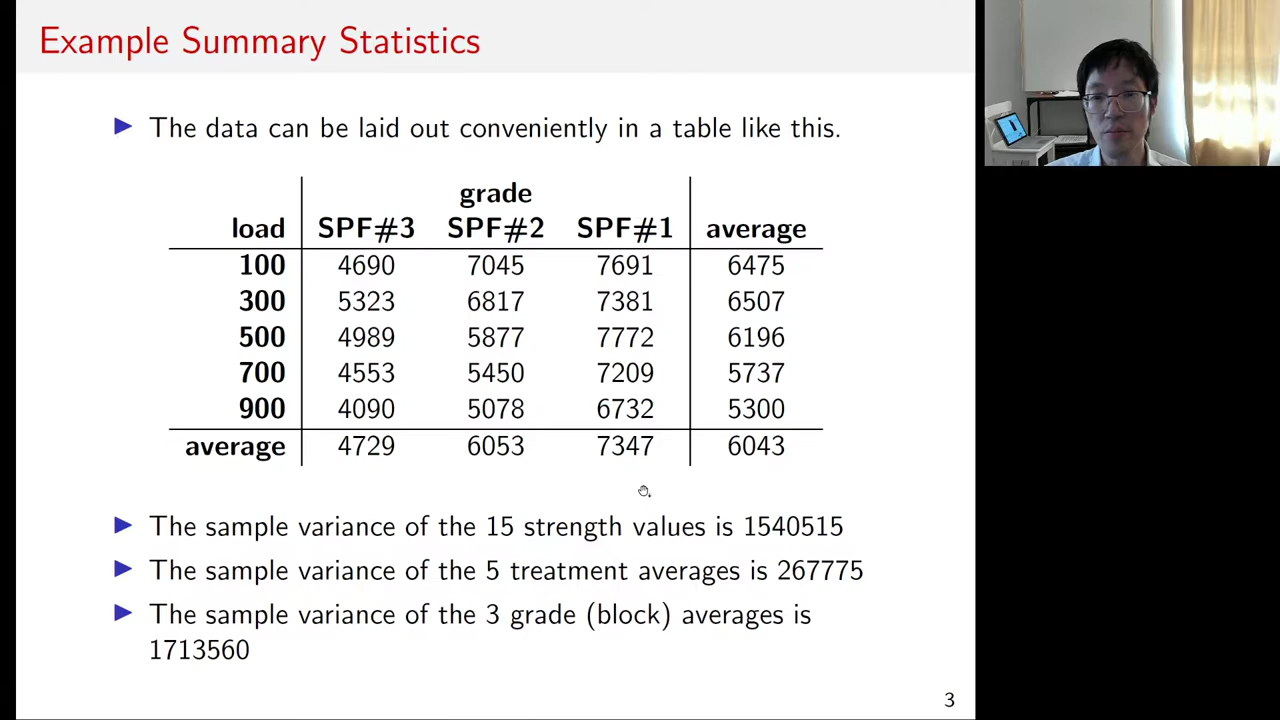 Example Summary Statistics
The data can be laid out conveniently in a table like this.
grade
load SPF#3 SPF#2 SPF#1 average
100 4690 7045 7691 6475
300 5323 6817 7381 6507
500 4989 5877 7772 6196
700 4553 5450 7209 5737
900 4090 5078 6732 5300
average 4729 6053 7347 6043
The sample variance of the 15 strength values is 1540515
The sample variance of the 5 treatment averages is 267775
The sample variance of the 3 grade (block) averages is
1713560
3